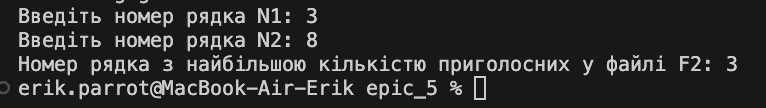 Введіть номер рядка N1: 3
Введіть номер рядка N2: 8
Номер рядка з найбільшою кількістю приголосних у файлі F2: 3
erik.parrot@MacBook-Air-Erik epic_5 %